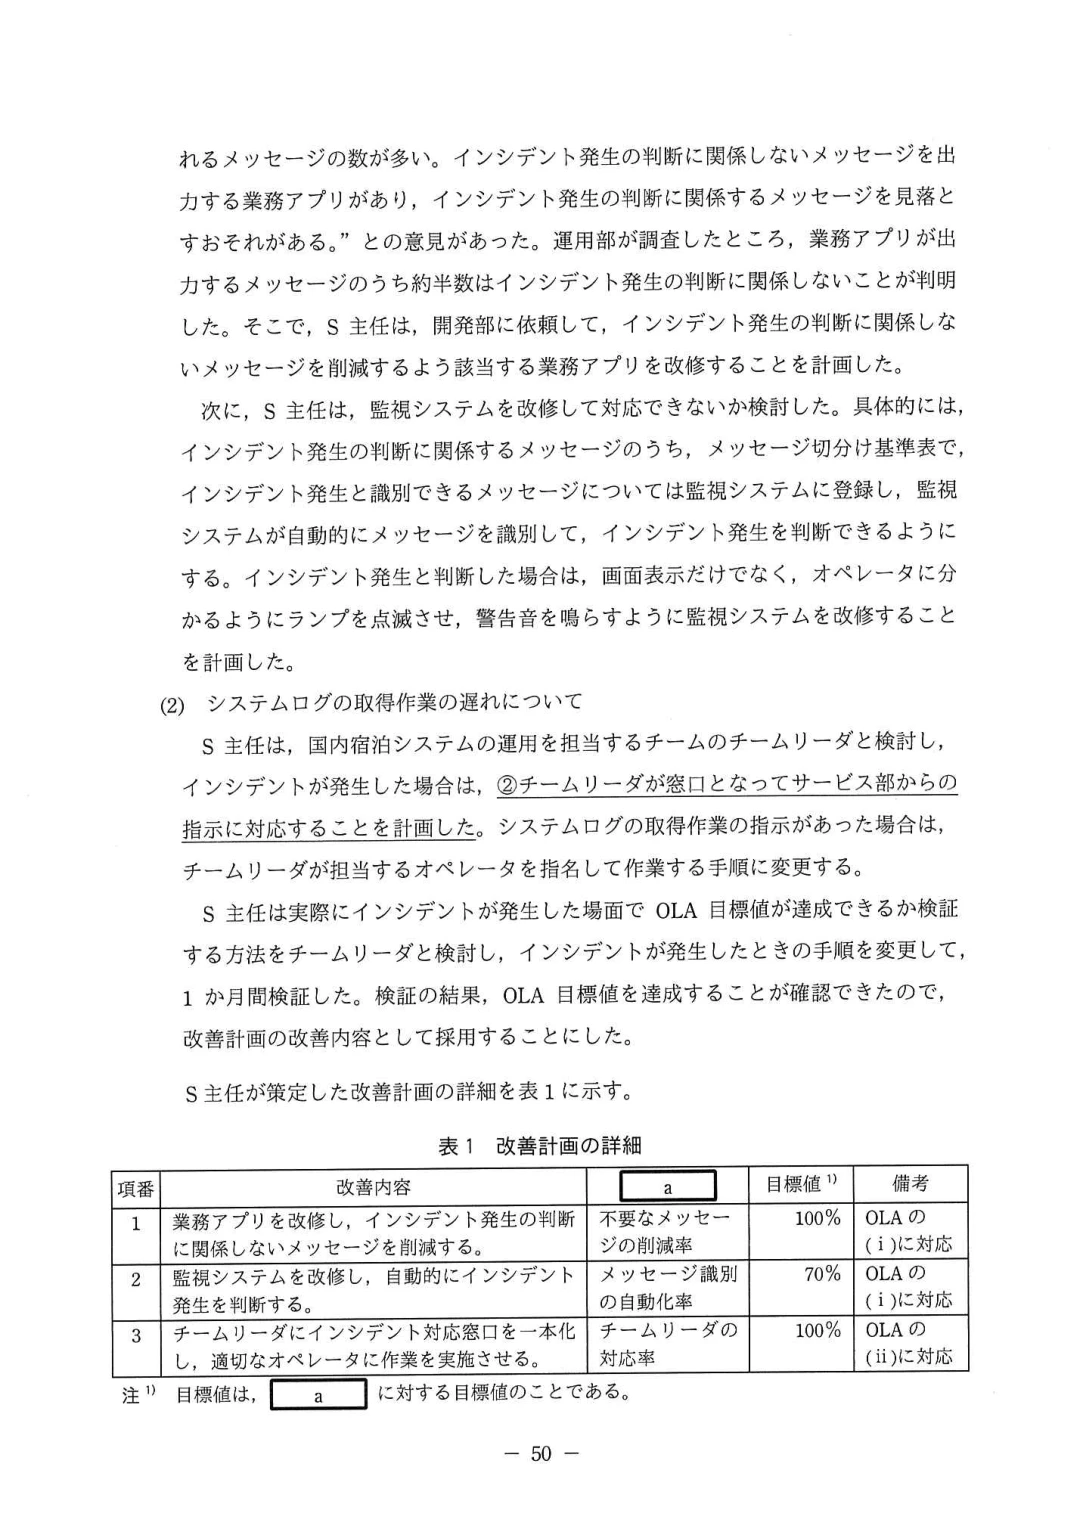 れるメッセージの数が多い。インシデント発生の判断に関係しないメッセージを出
力する業務アプリがあり，インシデント発生の判断に関係するメッセージを見落と
すおそれがある。”との意見があった。運用部が調査したところ，業務アプリが出
力するメッセージのうち約半数はインシデント発生の判断に関係しないことが判明
した。そこで，S 主任は，開発部に依頼して，インシデント発生の判断に関係しな
いメッセージを削減するよう該当する業務アプリを改修することを計画した。
次に，S 主任は，監視システムを改修して対応できないか検討した。具体的には，
インシデント発生の判断に関係するメッセージのうち，メッセージ切分け基準表で，
インシデント発生と識別できるメッセージについては監視システムに登録し，監視
システムが自動的にメッセージを識別して，インシデント発生を判断できるように
する。インシデント発生と判断した場合は，画面表示だけでなく，オペレータに分
かるようにランプを点滅させ，警告音を鳴らすように監視システムを改修すること
を計画した。
(2) システムログの取得作業の遅れについて
S 主任は，国内宿泊システムの運用を担当するチームのチームリーダと検討し，
インシデントが発生した場合は，②チームリーダが窓口となってサービス部からの
指示に対応することを計画した。システムログの取得作業の指示があった場合は，
チームリーダが担当するオペレータを指名して作業する手順に変更する。
S 主任は実際にインシデントが発生した場面で OLA 目標値が達成できるか検証
する方法をチームリーダと検討し，インシデントが発生したときの手順を変更して，
1 か月間検証した。検証の結果，OLA 目標値を達成することが確認できたので，
改善計画の改善内容として採用することにした。
S 主任が策定した改善計画の詳細を表 1 に示す。
表 1 改善計画の詳細
項番 改善内容 a 目標値 1) 備考
1 業務アプリを改修し，インシデント発生の判断 不要なメッセー 100% OLA の
に関係しないメッセージを削減する。 ジの削減率 (ⅰ)に対応
2 監視システムを改修し，自動的にインシデント メッセージ識別 70% OLA の
発生を判断する。 の自動化率 (ⅰ)に対応
3 チームリーダにインシデント対応窓口を一本化 チームリーダの 100% OLA の
し，適切なオペレータに作業を実施させる。 対応率 (ⅱ)に対応
注 1) 目標値は， a に対する目標値のことである。
－ 50 －